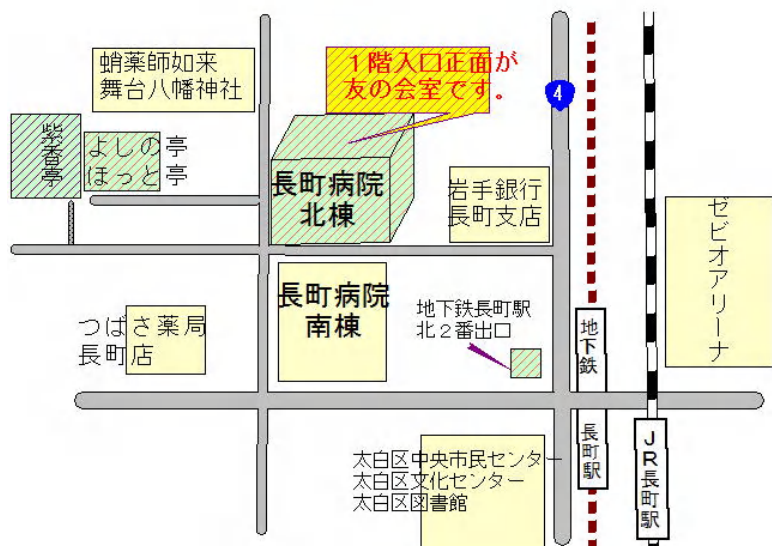 蛸薬師如来
舞台八幡神社
１階入口正面が
友の会室です。
4
紫香亭
よしの亭
ほっと亭
長町病院
北棟
岩手銀行
長町支店
ゼビオアリーナ
つばさ薬局
長町店
長町病院
南棟
地下鉄長町駅
北２番出口
地下鉄 長町駅
ＪＲ長町駅
太白区中央市民センター
太白区文化センター
太白区図書館